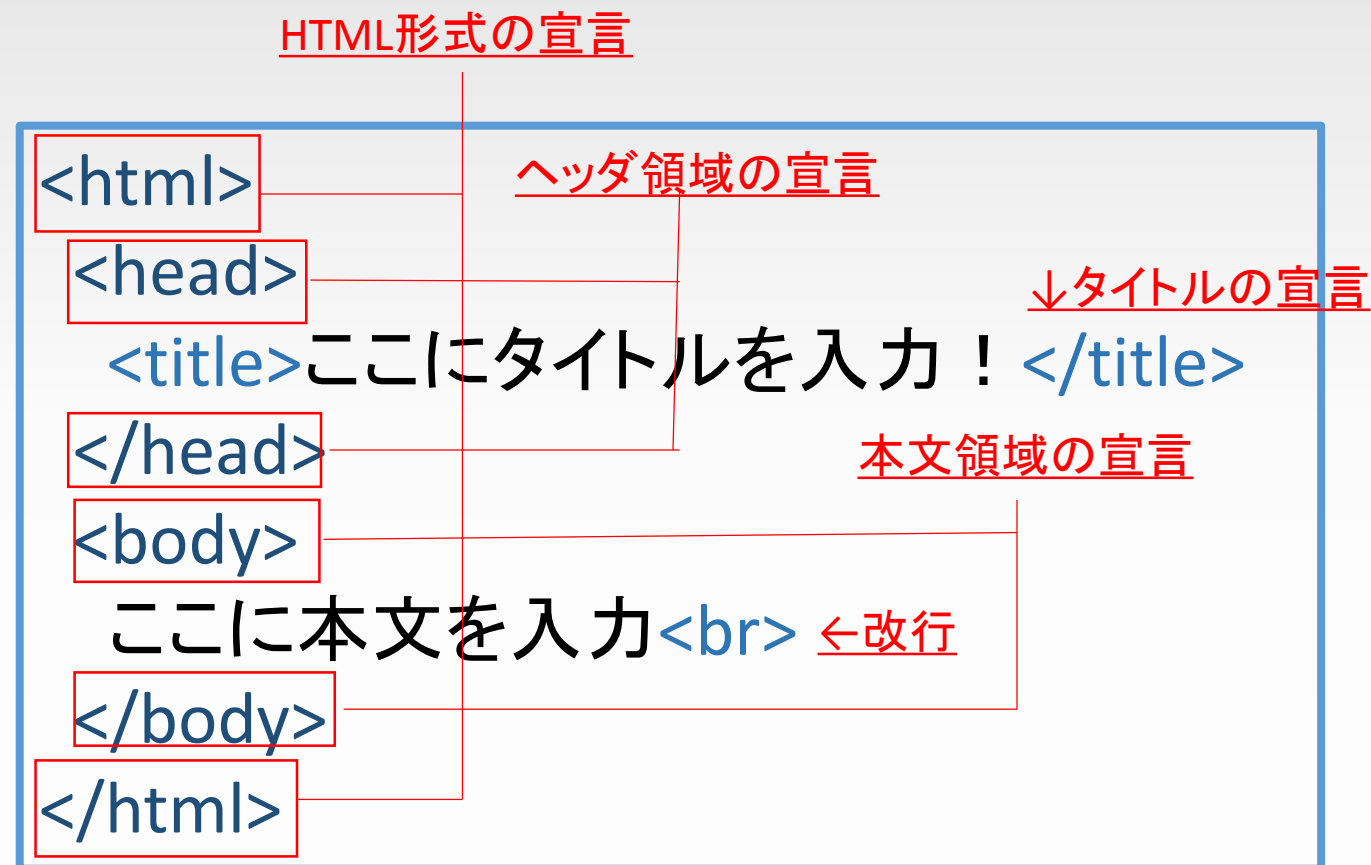 HTML形式の宣言
<html>
ヘッダ領域の宣言
<head>
↓タイトルの宣言
<title>ここにタイトルを入力！</title>
</head>
本文領域の宣言
<body>
ここに本文を入力<br> ←改行
</body>
</html>